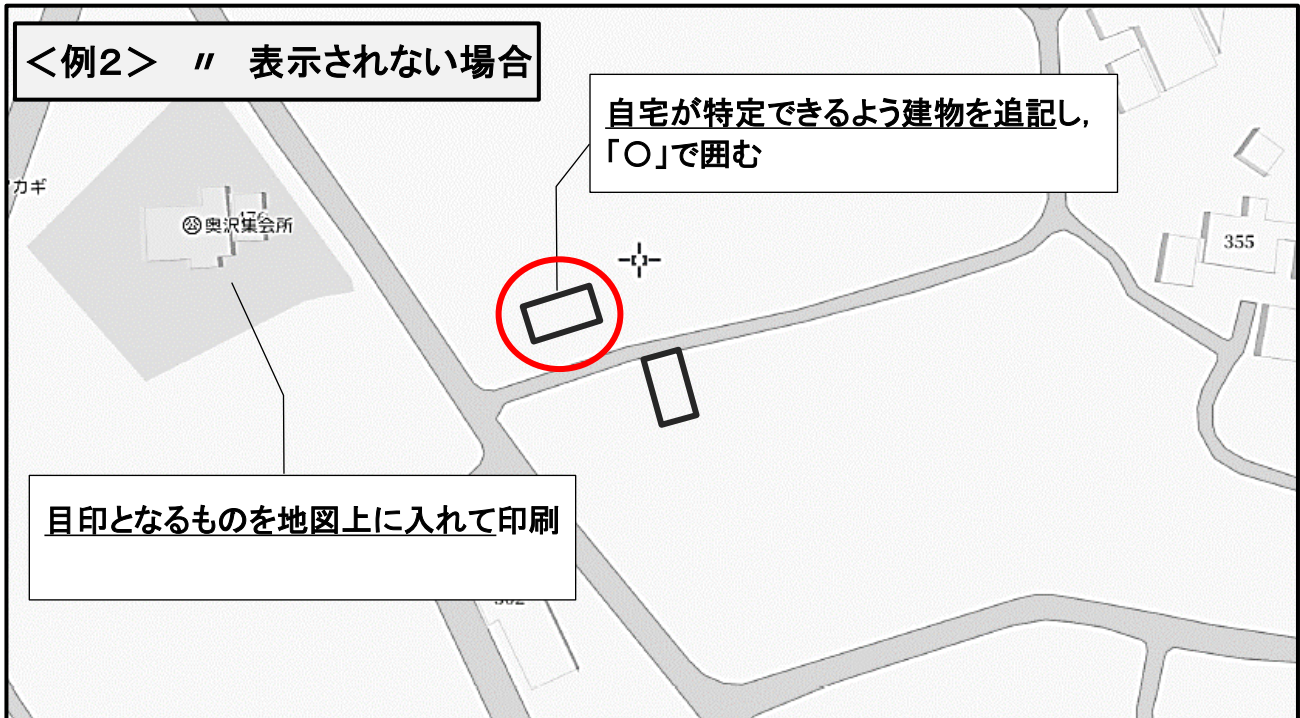 ＜例２＞　〃　表示されない場合
自宅が特定できるよう建物を追記し，
「○」で囲む
カギ
㊁奥沢集会所
355
目印となるものを地図上に入れて印刷